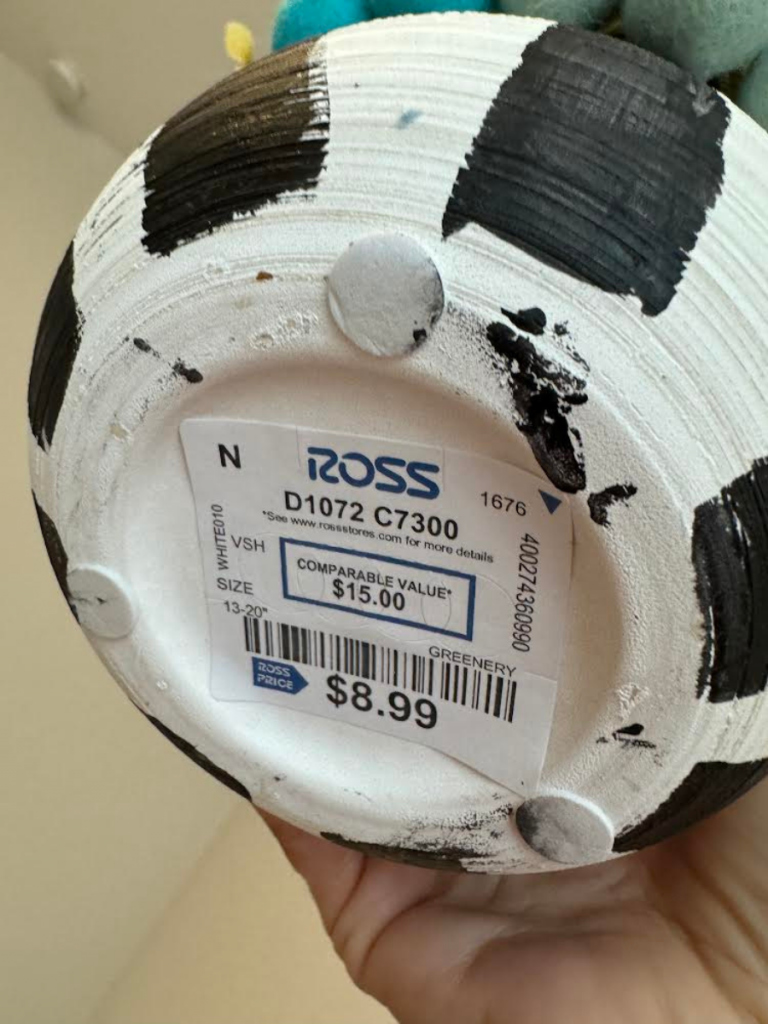 N
ROSS
D1072 C7300
1676
*See www.rossstores.com for more details
WHITE010
VSH
COMPARABLE VALUE*
$15.00
400274360990
SIZE
13-20"
GREENERY
ROSS
PRICE
$8.99